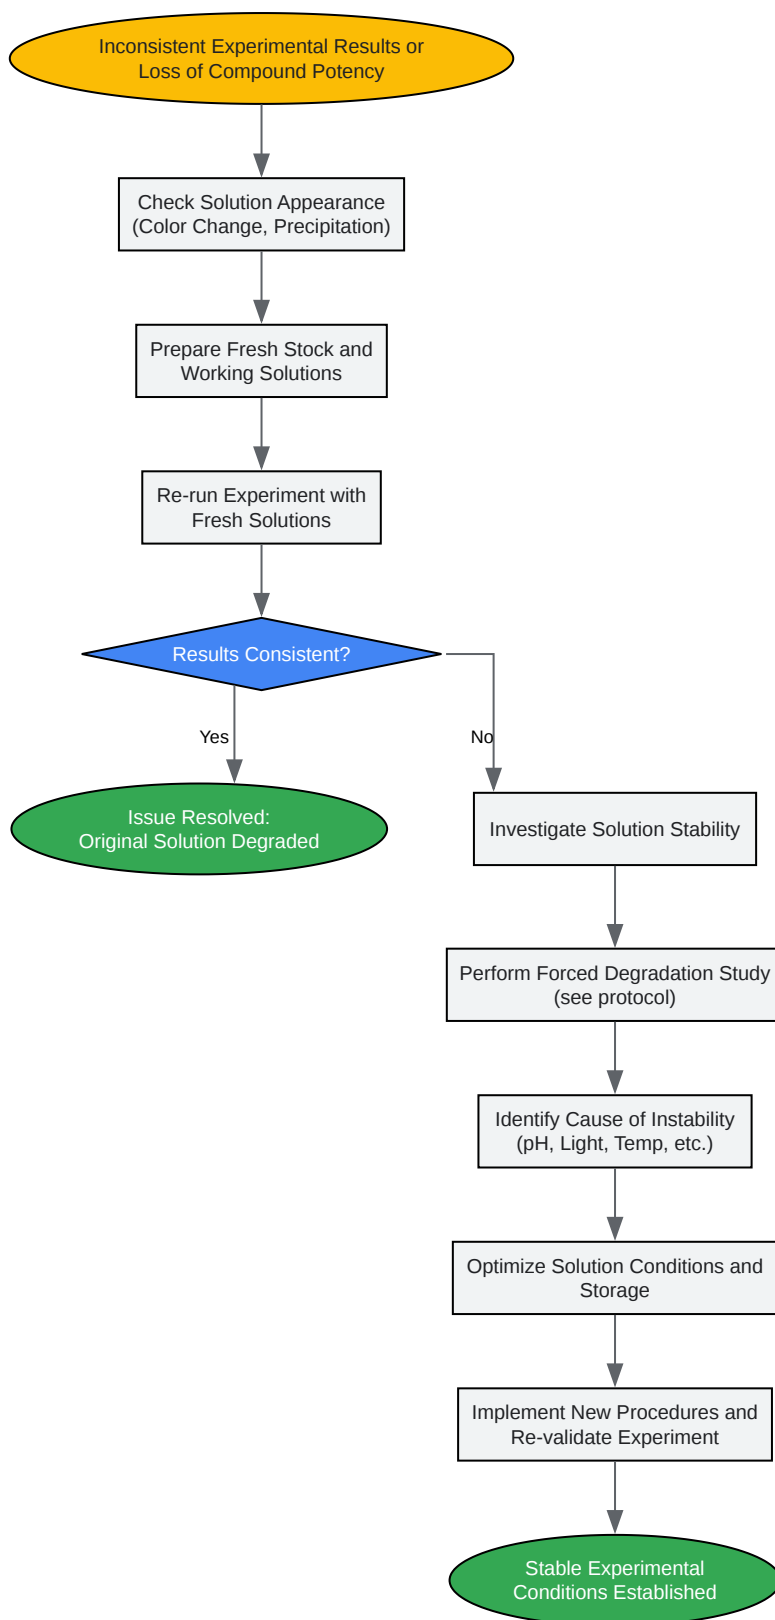 Inconsistent Experimental Results or
Loss of Compound Potency
Check Solution Appearance
(Color Change, Precipitation)
Prepare Fresh Stock and
Working Solutions
Re-run Experiment with
Fresh Solutions
Results Consistent?
Yes
No
Issue Resolved:
Original Solution Degraded
Investigate Solution Stability
Perform Forced Degradation Study
(see protocol)
Identify Cause of Instability
(pH, Light, Temp, etc.)
Optimize Solution Conditions and
Storage
Implement New Procedures and
Re-validate Experiment
Stable Experimental
Conditions Established